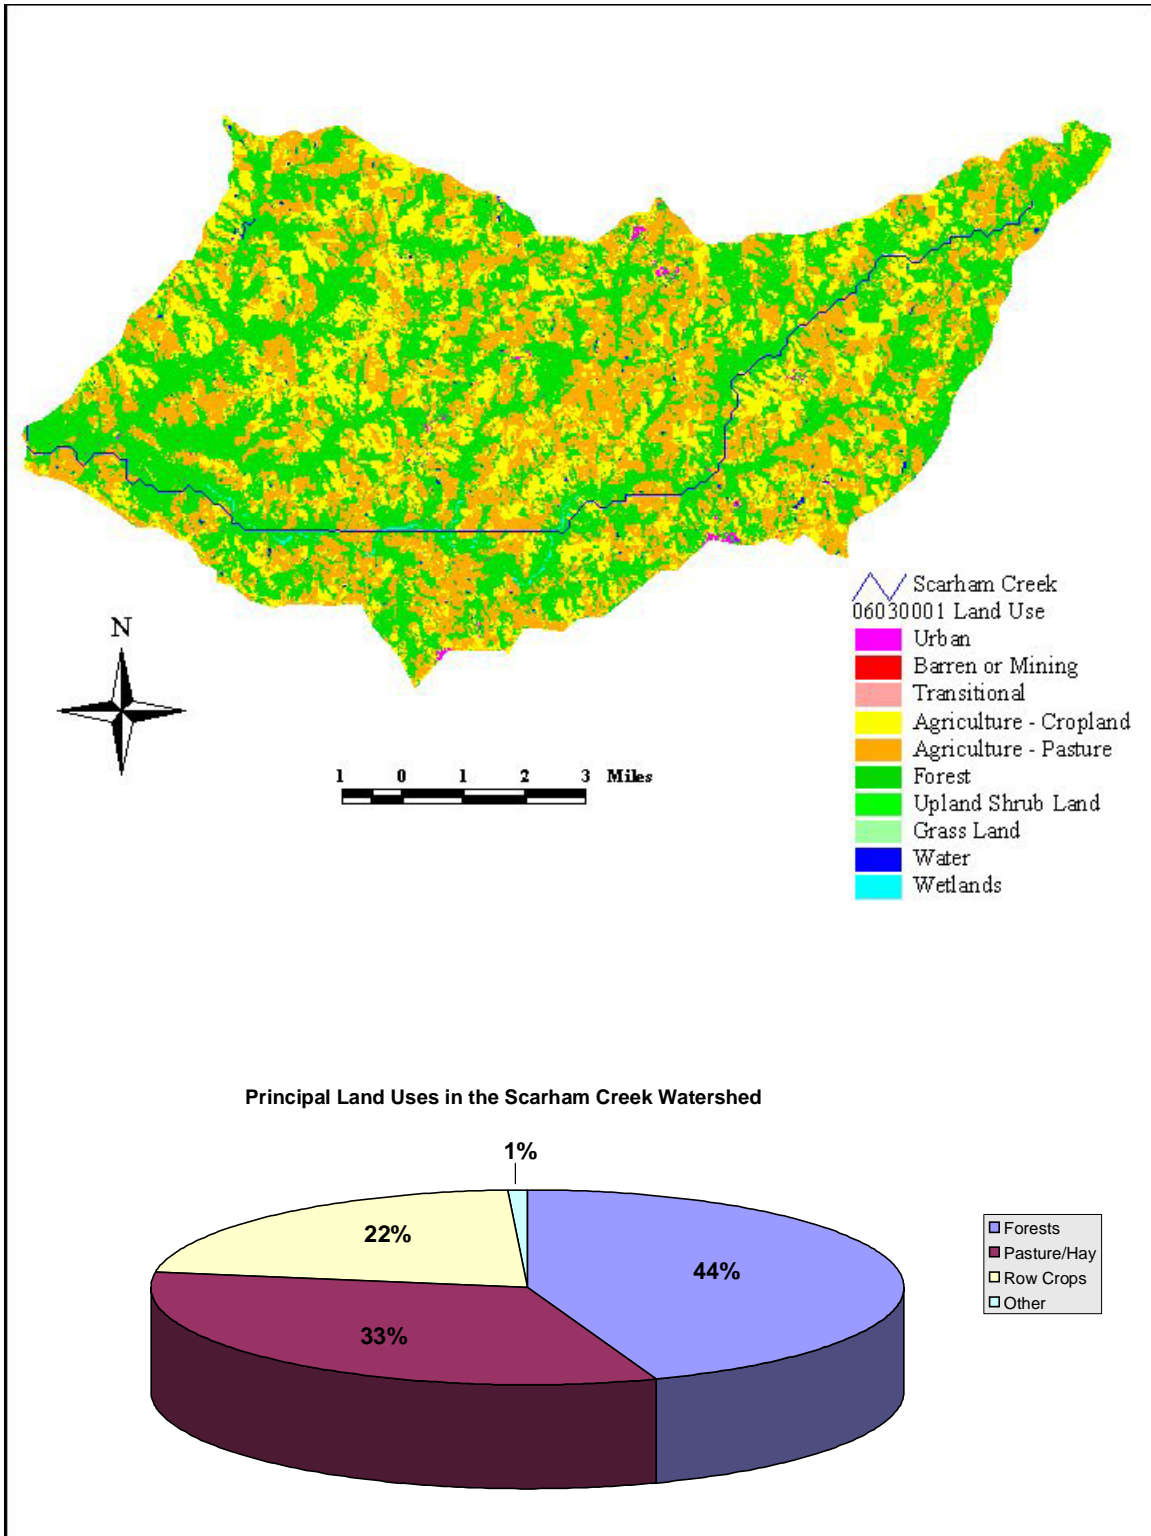 Scarham Creek
06030001 Land Use
Urban
Barren or Mining
Transitional
Agriculture - Cropland
Agriculture - Pasture
Forest
Upland Shrub Land
Grass Land
Water
Wetlands
N
1 0 1 2 3 Miles
Principal Land Uses in the Scarham Creek Watershed
1%
22%
44%
33%
Forests
Pasture/Hay
Row Crops
Other